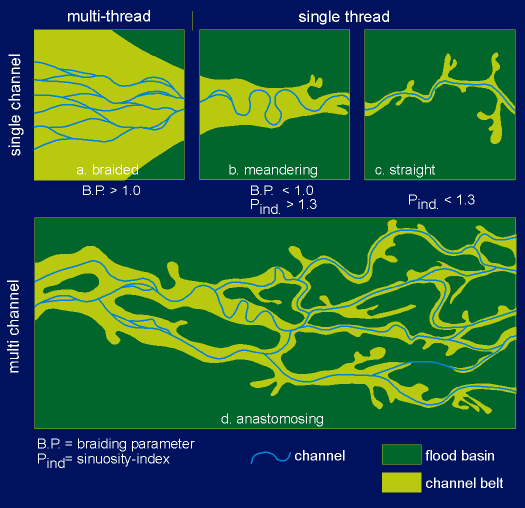 multi-thread
single thread
single channel
a. braided
b. meandering
c. straight
B.P. > 1.0
B.P. < 1.0
Pind. > 1.3
Pind. < 1.3
multi channel
d. anastomosing
B.P. = braiding parameter
Pind= sinuosity-index
channel
flood basin
channel belt